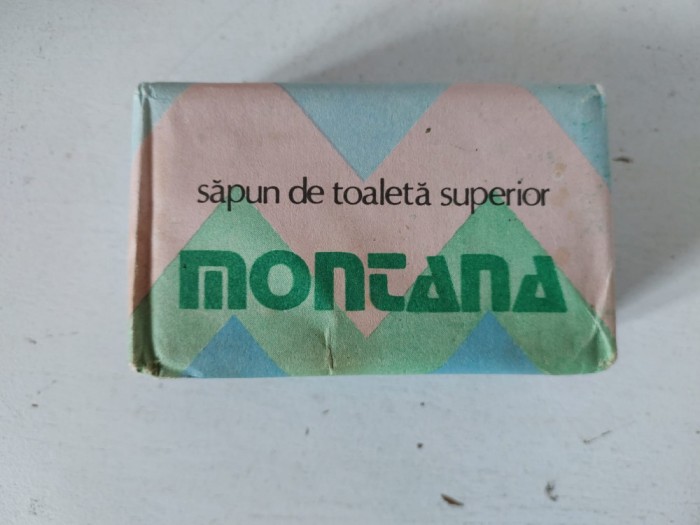 săpun de toaletă superior
montana